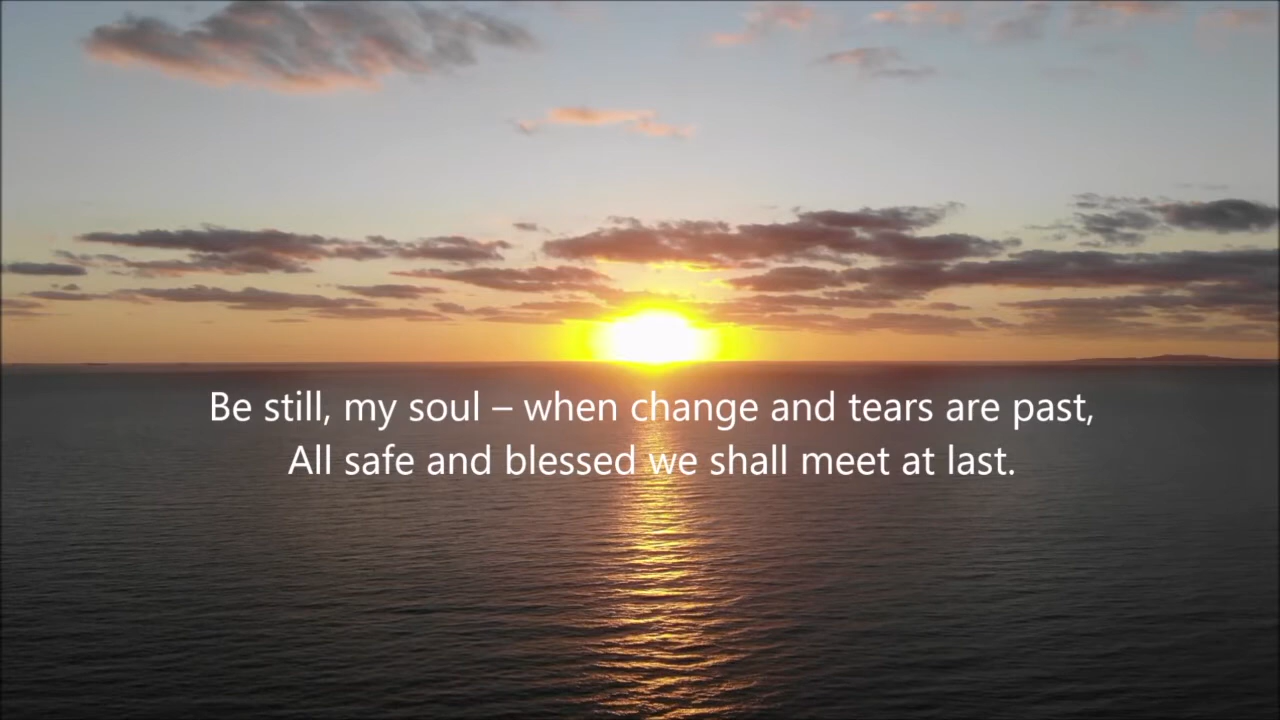 Be still, my soul – when change and tears are past,
All safe and blessed we shall meet at last.